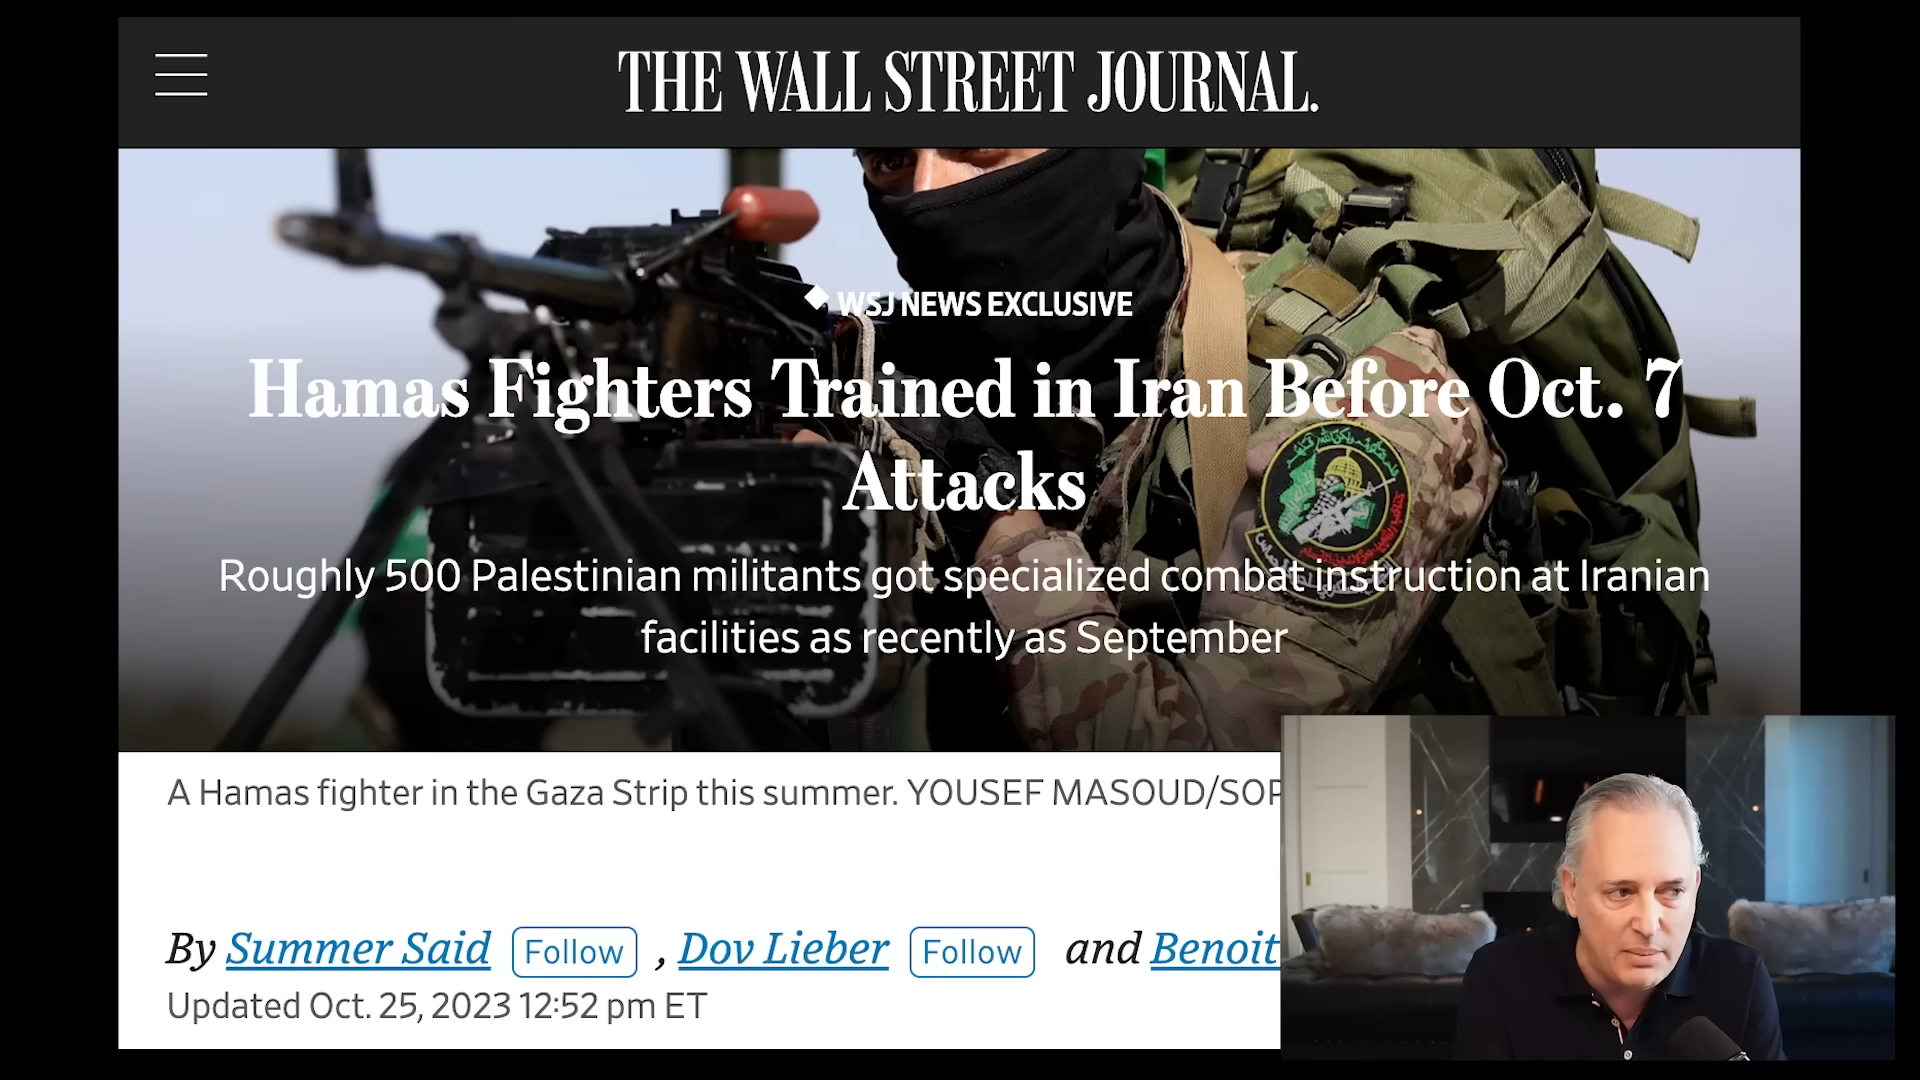 THE WALL STREET JOURNAL.
WSJ NEWS EXCLUSIVE
Hamas Fighters Trained in Iran Before Oct. 7
Attacks
Roughly 500 Palestinian militants got specialized combat instruction at Iranian
facilities as recently as September
A Hamas fighter in the Gaza Strip this summer. YOUSEF MASOUD/SOP
By Summer Said Follow , Dov Lieber Follow and Benoit
Updated Oct. 25, 2023 12:52 pm ET